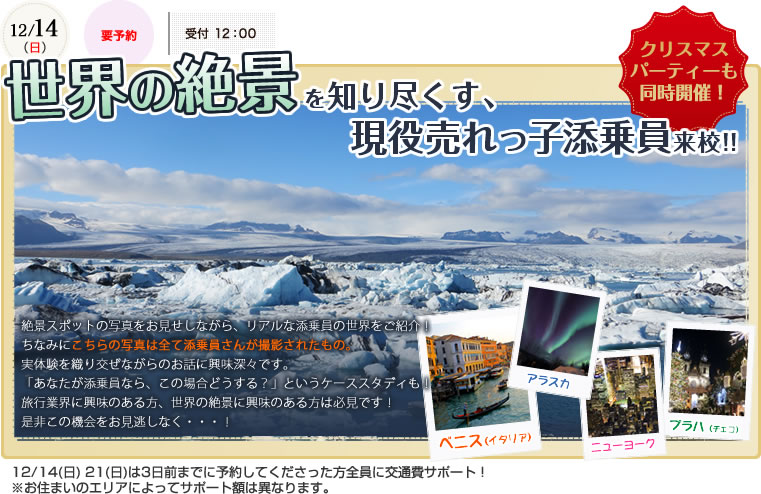 12/14
(日)
要予約
受付 12:00
クリスマス
パーティーも
同時開催!
世界の絶景を知り尽くす、
現役売れっ子添乗員来校!!
絶景スポットの写真をお見せしながら、リアルな添乗員の世界をご紹介!
ちなみにこちらの写真は全て添乗員さんが撮影されたもの。
実体験を織り交ぜながらのお話に興味深々です。
「あなたが添乗員なら、この場合どうする?」というケーススタディも!
旅行業界に興味のある方、世界の絶景に興味のある方は必見です!
是非この機会をお見逃しなく・・・!
ベニス(イタリア)
アラスカ
ニューヨーク
プラハ(チェコ)
12/14(日) 21(日)は3日前までに予約してくださった方全員に交通費サポート!
※お住まいのエリアによってサポート額は異なります。